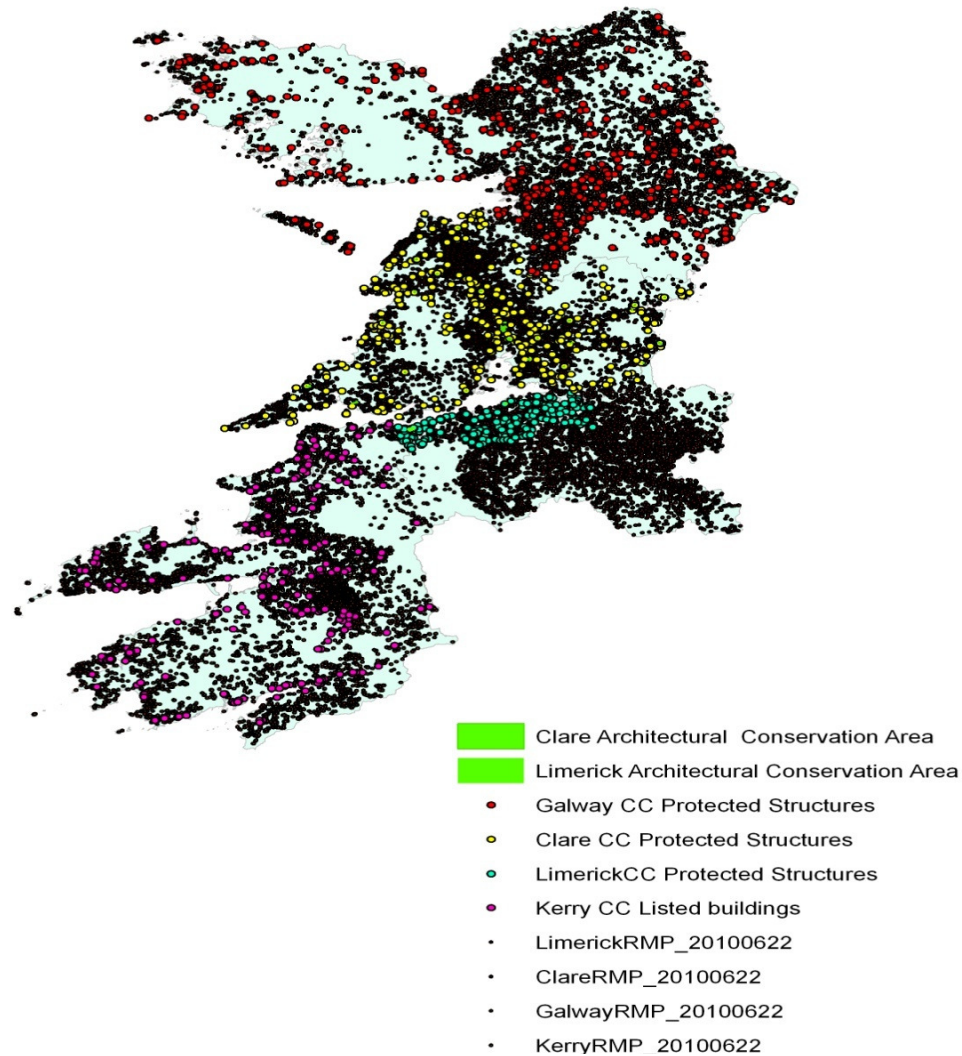 Clare Architectural  Conservation Area
Limerick Architectural Conservation Area
Galway CC Protected Structures
Clare CC Protected Structures
LimerickCC Protected Structures
Kerry CC Listed buildings
LimerickRMP_20100622
ClareRMP_20100622
GalwayRMP_20100622
KerryRMP_20100622